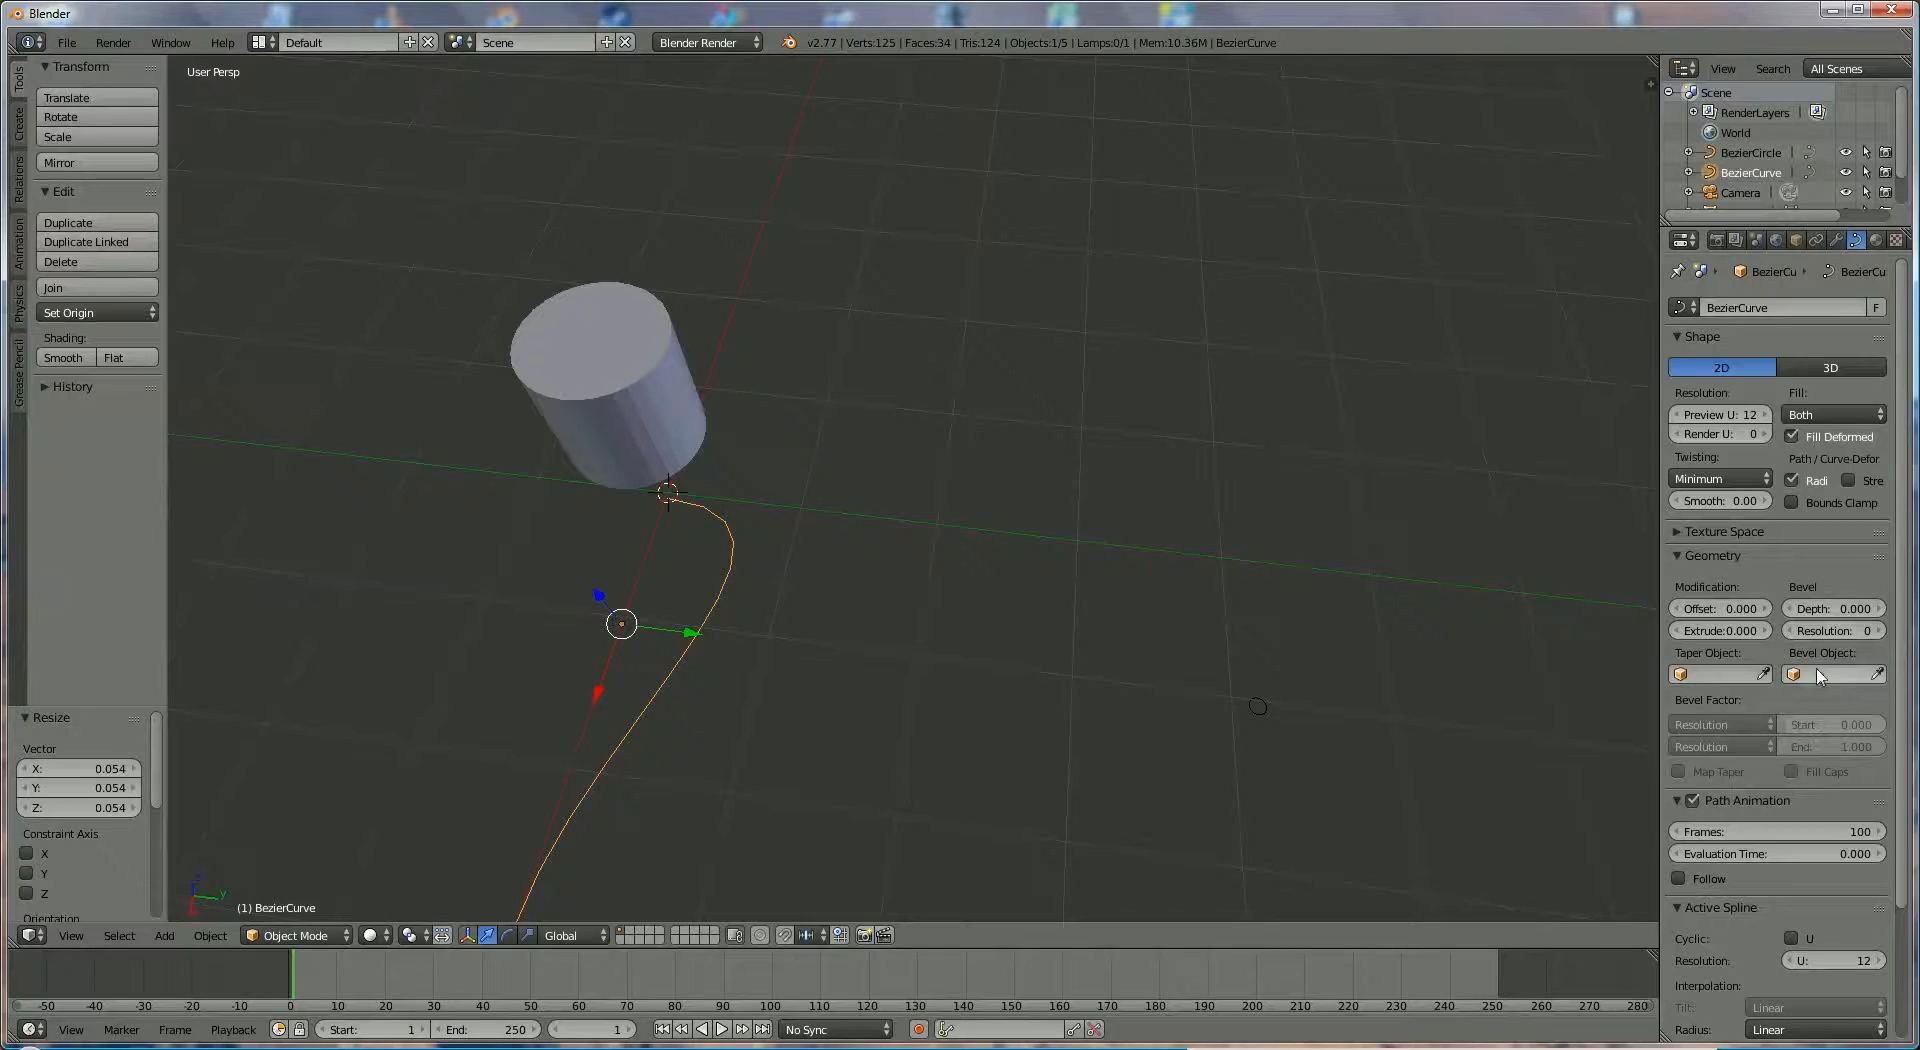 Blender
File Render Window Help Default Scene Blender Render v2.77 | Verts:125 | Faces:34 | Tris:124 | Objects:1/5 | Lamps:0/1 | Mem:10.36M | BezierCurve
Tools
Create
Relations
Animation
Physics
Grease Pencil
Transform
Translate
Rotate
Scale
Mirror
Edit
Duplicate
Duplicate Linked
Delete
Join
Set Origin
Shading:
Smooth Flat
History
Resize
Vector
X: 0.054
Y: 0.054
Z: 0.054
Constraint Axis
X
Y
Z
Orientation
User Persp
z
y
(1) BezierCurve
View Select Add Object Object Mode Global
-50 -40 -30 -20 -10 0 10 20 30 40 50 60 70 80 90 100 110 120 130 140 150 160 170 180 190 200 210 220 230 240 250 260 270 280
View Marker Frame Playback Start: 1 End: 250 1 No Sync
View Search All Scenes
Scene
RenderLayers
World
BezierCircle
BezierCurve
Camera
BezierCu BezierCu
BezierCurve F
Shape
2D 3D
Resolution: Fill:
Preview U: 12 Both
Render U: 0 Fill Deformed
Twisting: Path / Curve-Defor
Minimum Radi Stre
Smooth: 0.00 Bounds Clamp
Texture Space
Geometry
Modification: Bevel
Offset: 0.000 Depth: 0.000
Extrude:0.000 Resolution: 0
Taper Object: Bevel Object:
Bevel Factor:
Resolution Start 0.000
Resolution End: 1.000
Map Taper Fill Caps
Path Animation
Frames: 100
Evaluation Time: 0.000
Follow
Active Spline
Cyclic: U
Resolution: U: 12
Interpolation:
Tilt: Linear
Radius: Linear